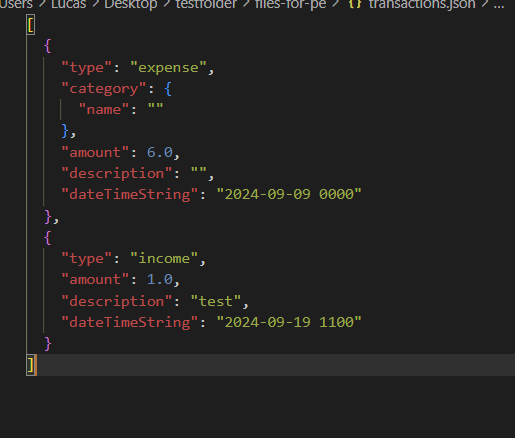 Users > Lucas > Desktop > testfolder > files-for-pe > {} transactions.json > ...
[
  {
    "type": "expense",
    "category": {
      "name": ""
    },
    "amount": 6.0,
    "description": "",
    "dateTimeString": "2024-09-09 0000"
  },
  {
    "type": "income",
    "amount": 1.0,
    "description": "test",
    "dateTimeString": "2024-09-19 1100"
  }
]